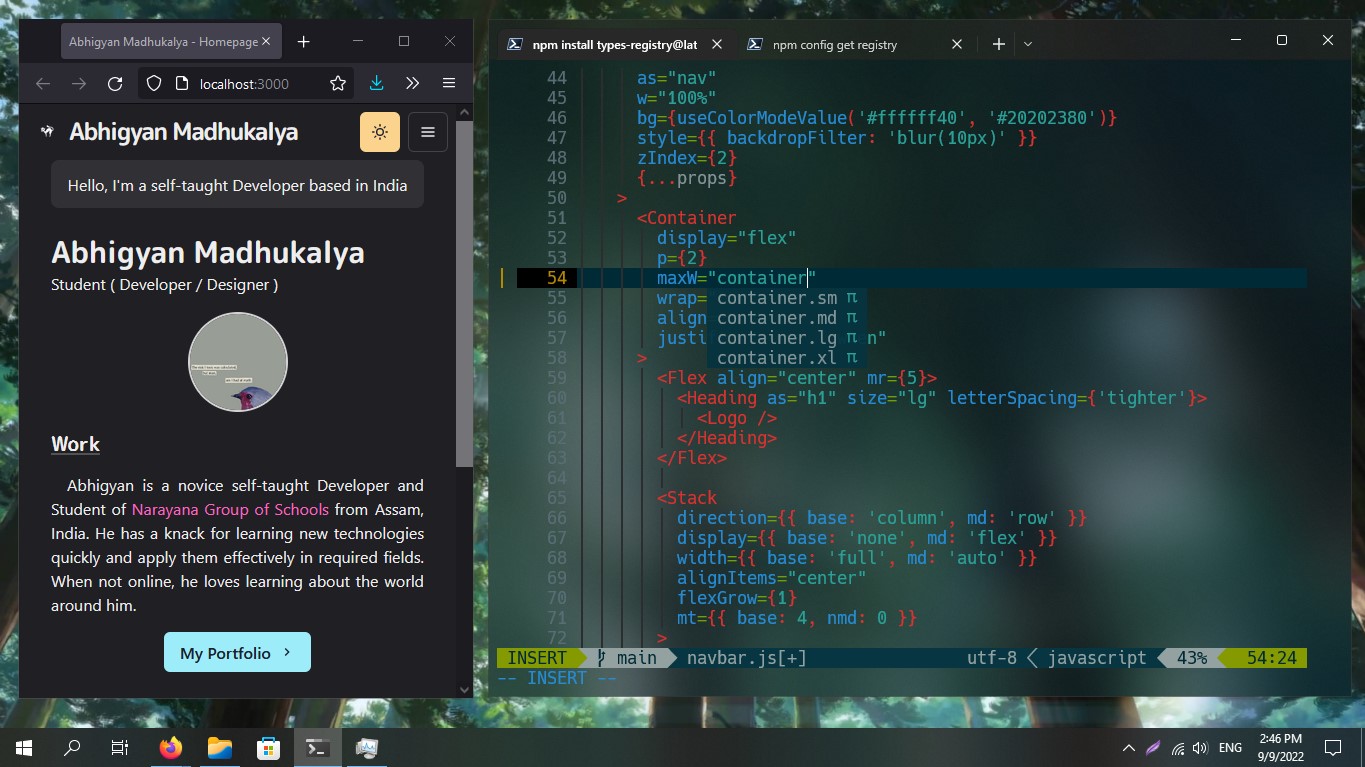 Abhigyan Madhukalya - Homepage
localhost:3000
Abhigyan Madhukalya
Hello, I'm a self-taught Developer based in India
Abhigyan Madhukalya
Student ( Developer / Designer )
Work
Abhigyan is a novice self-taught Developer and
Student of Narayana Group of Schools from Assam,
India. He has a knack for learning new technologies
quickly and apply them effectively in required fields.
When not online, he loves learning about the world
around him.
My Portfolio
npm install types-registry@lat
npm config get registry
44 as="nav"
45 w="100%"
46 bg={useColorModeValue('#ffffff40', '#20202380')}
47 style={{ backdropFilter: 'blur(10px)' }}
48 zIndex={2}
49 {...props}
50 >
51 <Container
52 display="flex"
53 p={2}
54 maxW="container"
55 wrap= container.sm π
56 align container.md π
57 justi container.lg π n"
58 > container.xl π
59 <Flex align="center" mr={5}>
60 <Heading as="h1" size="lg" letterSpacing={'tighter'}>
61 <Logo />
62 </Heading>
63 </Flex>
64
65 <Stack
66 direction={{ base: 'column', md: 'row' }}
67 display={{ base: 'none', md: 'flex' }}
68 width={{ base: 'full', md: 'auto' }}
69 alignItems="center"
70 flexGrow={1}
71 mt={{ base: 4, nmd: 0 }}
72 >
INSERT main navbar.js[+] utf-8 javascript 43% 54:24
-- INSERT --
ENG
2:46 PM
9/9/2022